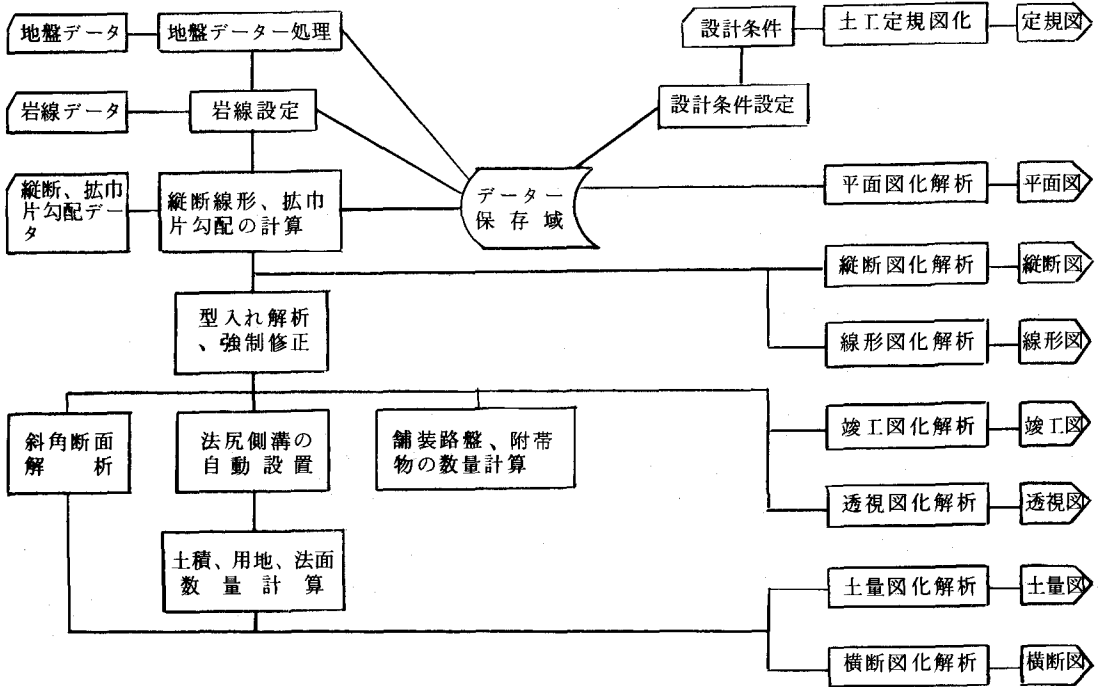 地盤データ
地盤データー処理
設計条件
土工定規図化
定規図
岩線データ
岩線設定
設計条件設定
縦断、拡巾
片勾配デー
タ
縦断線形、拡巾
片勾配の計算
データー
保存域
平面図化解析
平面図
縦断図化解析
縦断図
型入れ解析
、強制修正
線形図化解析
線形図
斜角断面
解析
法尻側溝の
自動設置
舗装路盤、附帯
物の数量計算
竣工図化解析
竣工図
透視図化解析
透視図
土積、用地、法面
数量計算
土量図化解析
土量図
横断図化解析
横断図